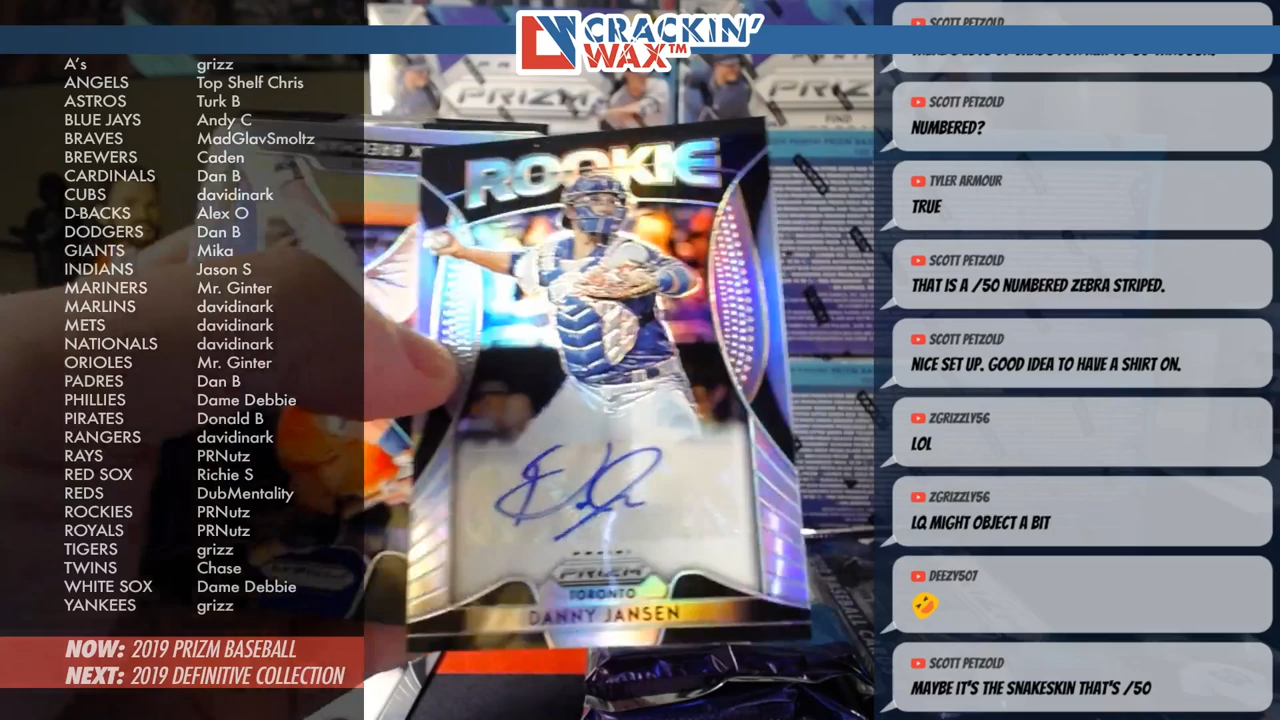 CRACKIN'
WAX™
A's grizz
ANGELS Top Shelf Chris
ASTROS Turk B
BLUE JAYS Andy C
BRAVES MadGlavSmoltz
BREWERS Caden
CARDINALS Dan B
CUBS davidinark
D-BACKS Alex O
DODGERS Dan B
GIANTS Mika
INDIANS Jason S
MARINERS Mr. Ginter
MARLINS davidinark
METS davidinark
NATIONALS davidinark
ORIOLES Mr. Ginter
PADRES Dan B
PHILLIES Dame Debbie
PIRATES Donald B
RANGERS davidinark
RAYS PRNutz
RED SOX Richie S
REDS DubMentality
ROCKIES PRNutz
ROYALS PRNutz
TIGERS grizz
TWINS Chase
WHITE SOX Dame Debbie
YANKEES grizz
NOW: 2019 PRIZM BASEBALL
NEXT: 2019 DEFINITIVE COLLECTION
PRIZM
PRIZM
ROOKIE
PRIZM
TORONTO
DANNY JANSEN
SCOTT PETZOLD
SCOTT PETZOLD
NUMBERED?
TYLER ARMOUR
TRUE
SCOTT PETZOLD
THAT IS A /50 NUMBERED ZEBRA STRIPED.
SCOTT PETZOLD
NICE SET UP. GOOD IDEA TO HAVE A SHIRT ON.
ZGRIZZLY56
LOL
ZGRIZZLY56
LQ MIGHT OBJECT A BIT
DEEZY507
SCOTT PETZOLD
MAYBE IT'S THE SNAKESKIN THAT'S /50